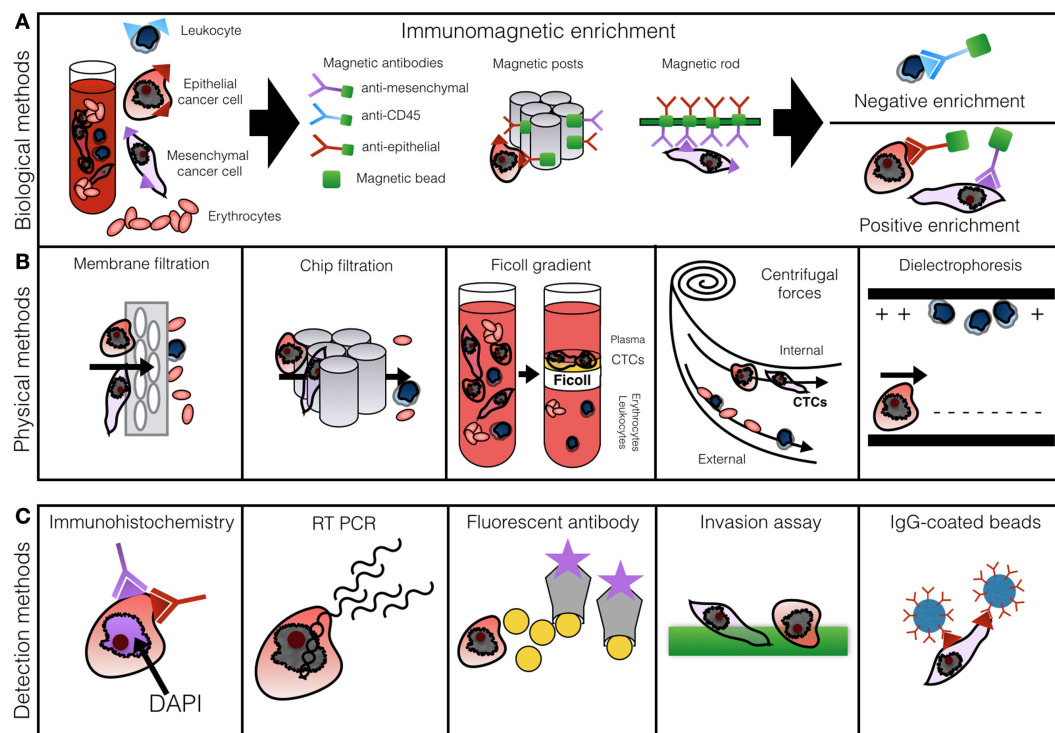 A
Biological methods
Immunomagnetic enrichment
Leukocyte
Epithelial
cancer cell
Mesenchymal
cancer cell
Erythrocytes
Magnetic antibodies
anti-mesenchymal
anti-CD45
anti-epithelial
Magnetic bead
Magnetic posts
Magnetic rod
Negative enrichment
Positive enrichment
B
Physical methods
Membrane filtration
Chip filtration
Ficoll gradient
Plasma
CTCs
Ficoll
Erythrocytes
Leukocytes
Centrifugal
forces
Internal
CTCs
External
Dielectrophoresis
+ + +
- - - - - - - - -
C
Detection methods
Immunohistochemistry
DAPI
RT PCR
Fluorescent antibody
Invasion assay
IgG-coated beads